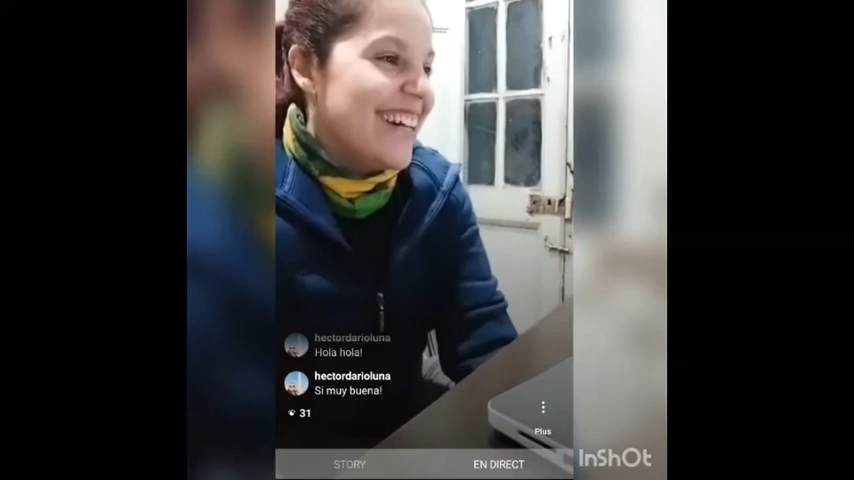 hectordarioluna
Hola hola!
hectordarioluna
Si muy buena!
31
Plus
STORY
EN DIRECT
InShOt